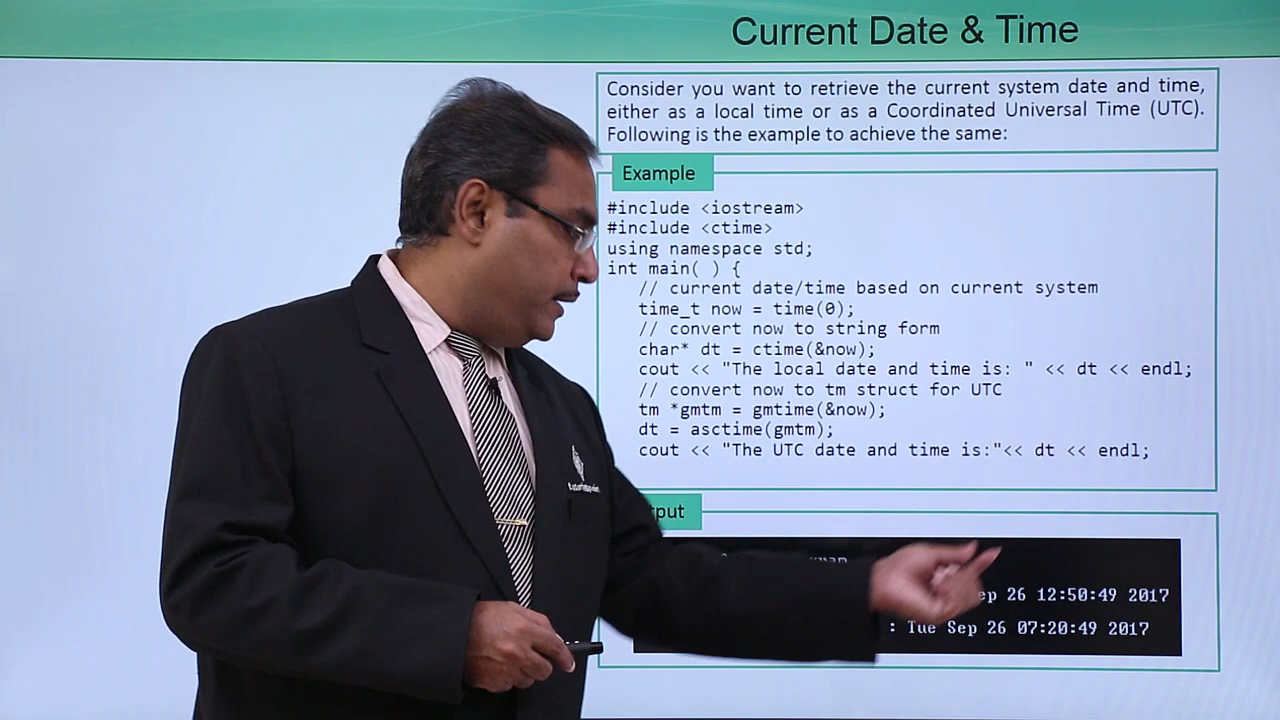 Current Date & Time
Consider you want to retrieve the current system date and time,
either as a local time or as a Coordinated Universal Time (UTC).
Following is the example to achieve the same:
Example
#include <iostream>
#include <ctime>
using namespace std;
int main( ) {
// current date/time based on current system
time_t now = time(0);
// convert now to string form
char* dt = ctime(&now);
cout << "The local date and time is: " << dt << endl;
// convert now to tm struct for UTC
tm *gmtm = gmtime(&now);
dt = asctime(gmtm);
cout << "The UTC date and time is:"<< dt << endl;
put
ep 26 12:50:49 2017
: Tue Sep 26 07:20:49 2017